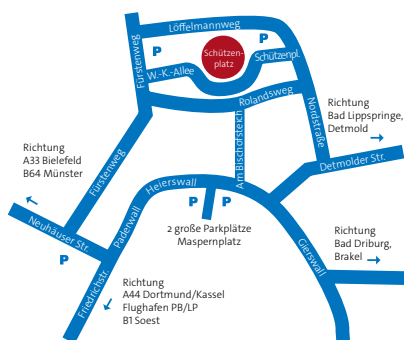 Löffelmannweg
Fürstenweg
P
P
Schützen-
platz
Schützenpl.
W.-K.-Allee
Rolandsweg
Nordstraße
Richtung
Bad Lippspringe,
Detmold
Am Bischofsteich
Richtung
A33 Bielefeld
B64 Münster
Fürstenweg
Detmolder Str.
Heierswall
P
P
Paderwall
Neuhäuser Str.
2 große Parkplätze
Maspernplatz
Gierswall
Richtung
Bad Driburg,
Brakel
P
Friedrichstr.
Richtung
A44 Dortmund/Kassel
Flughafen PB/LP
B1 Soest